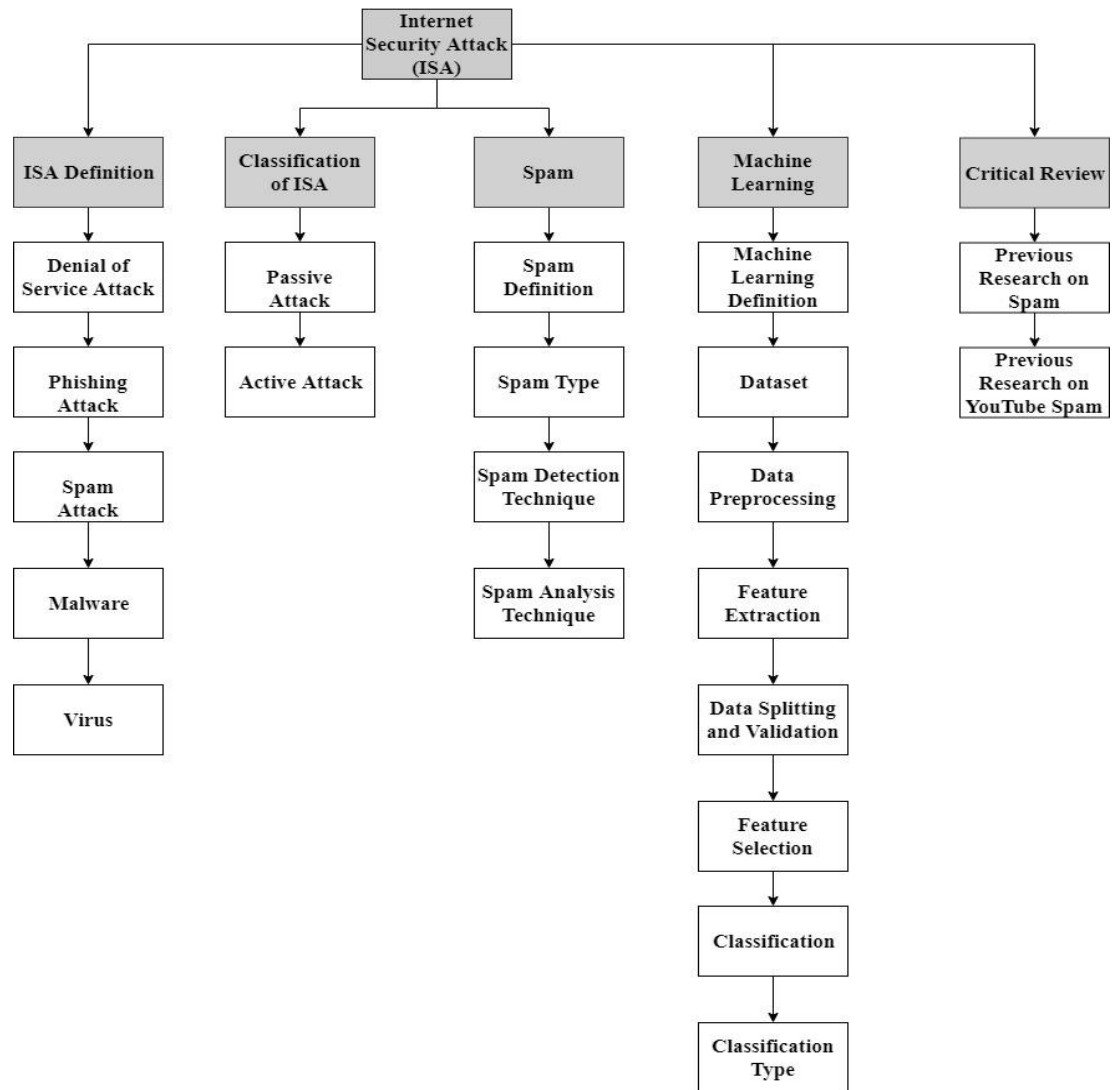 Internet
Security Attack
(ISA)
ISA Definition
Denial of
Service Attack
Phishing
Attack
Spam
Attack
Malware
Virus
Classification
of ISA
Passive
Attack
Active Attack
Spam
Spam
Definition
Spam Type
Spam Detection
Technique
Spam Analysis
Technique
Machine
Learning
Machine
Learning
Definition
Dataset
Data
Preprocessing
Feature
Extraction
Data Splitting
and Validation
Feature
Selection
Classification
Classification
Type
Critical Review
Previous
Research on
Spam
Previous
Research on
YouTube Spam